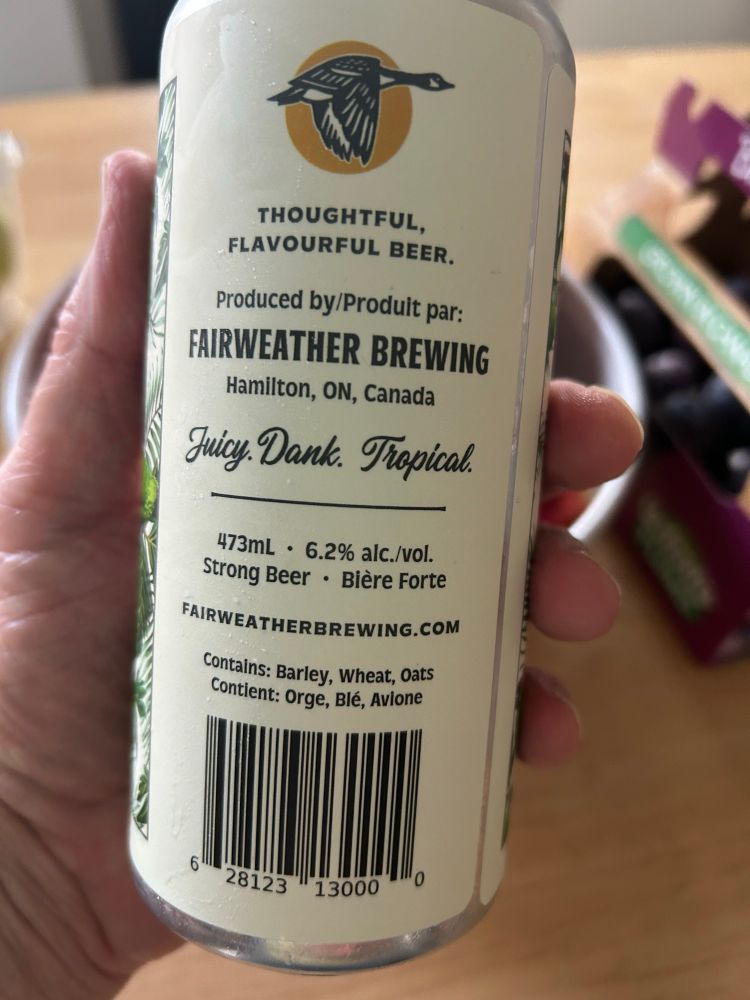 THOUGHTFUL,
FLAVOURFUL BEER.
Produced by/Produit par:
FAIRWEATHER BREWING
Hamilton, ON, Canada
Juicy. Dank. Tropical.
473mL • 6.2% alc./vol.
Strong Beer • Bière Forte
FAIRWEATHERBREWING.COM
Contains: Barley, Wheat, Oats
Contient: Orge, Blé, Avione
6 28123 13000 0